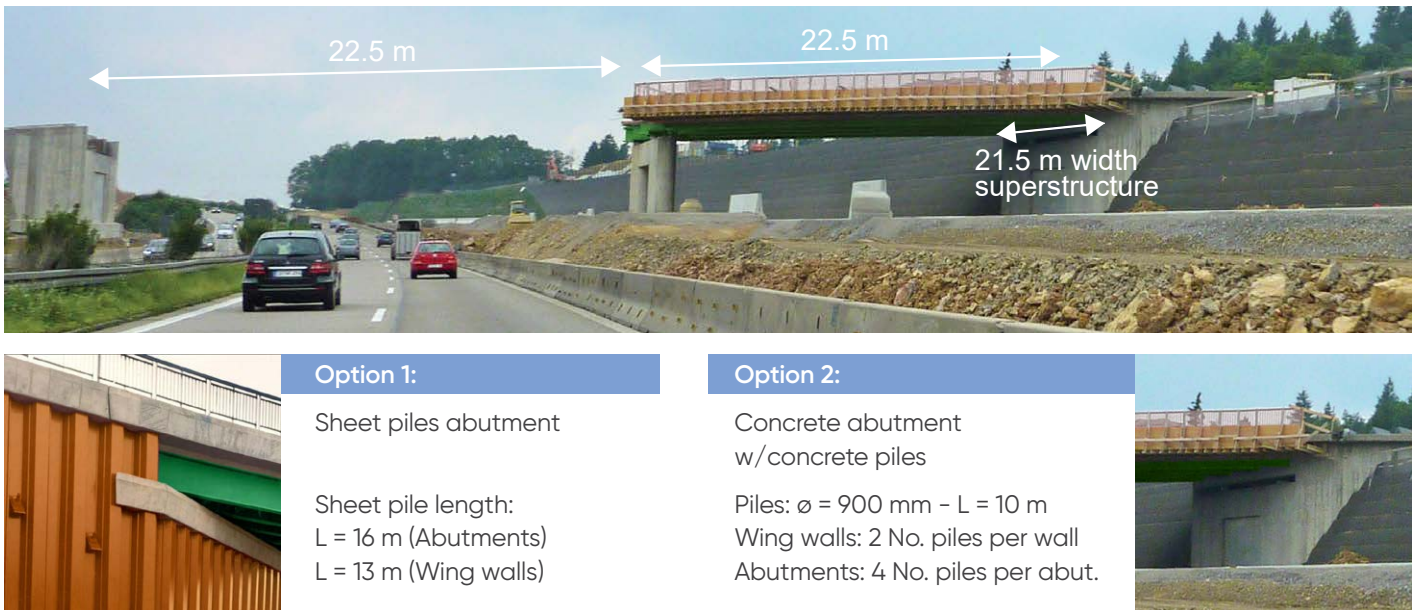 22.5 m
22.5 m
21.5 m width
superstructure
Option 1:
Sheet piles abutment
Sheet pile length:
L = 16 m (Abutments)
L = 13 m (Wing walls)
Option 2:
Concrete abutment
w/concrete piles
Piles: ø = 900 mm - L = 10 m
Wing walls: 2 No. piles per wall
Abutments: 4 No. piles per abut.